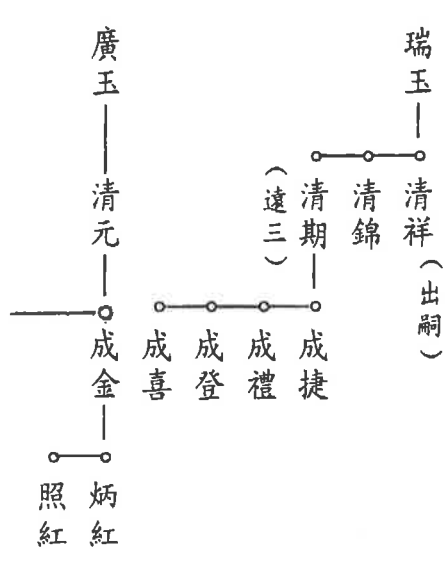 瑞玉
清祥
(出嗣)
清錦
清期
(遠三)
成捷
成禮
成登
成喜
廣玉
清元
成金
炳紅
照紅